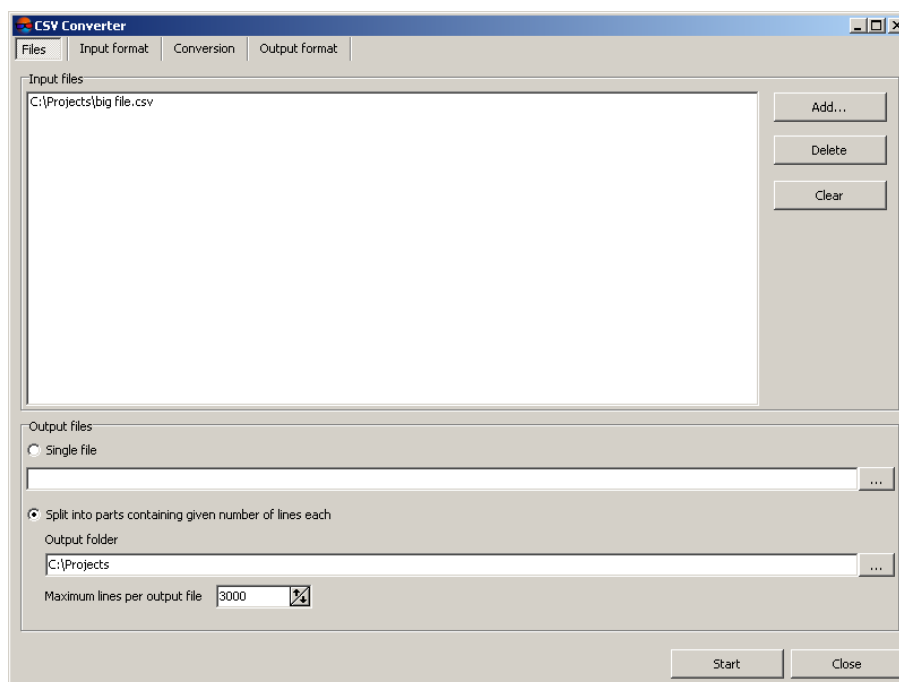 CSV Converter
Files Input format Conversion Output format
Input files
C:\Projects\big file.csv
Add...
Delete
Clear
Output files
Single file
...
Split into parts containing given number of lines each
Output folder
C:\Projects
...
Maximum lines per output file 3000
Start Close